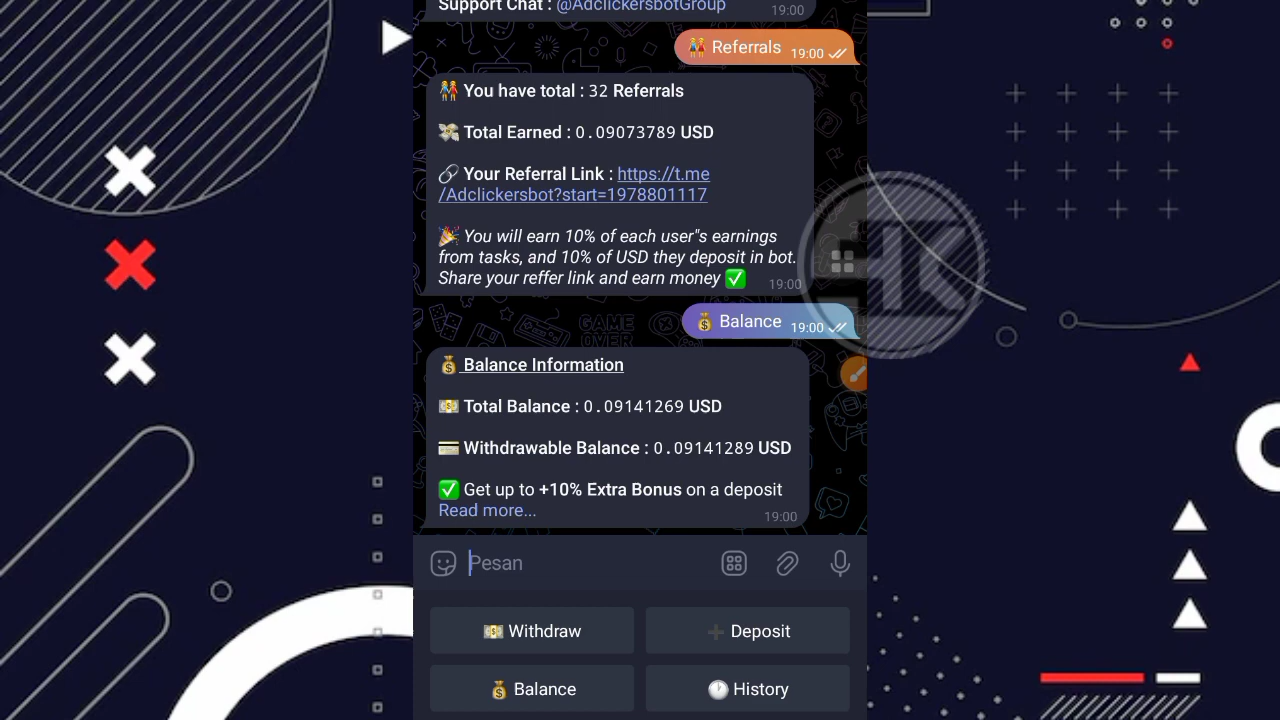 Support Chat : @AdclickersbotGroup
19:00
👭 Referrals 19:00
👭 You have total : 32 Referrals
💸 Total Earned : 0.09073789 USD
🔗 Your Referral Link : https://t.me
/Adclickersbot?start=1978801117
🎉 You will earn 10% of each user"s earnings
from tasks, and 10% of USD they deposit in bot.
Share your reffer link and earn money ✅ 19:00
💰 Balance 19:00
💰 Balance Information
💵 Total Balance : 0.09141269 USD
💳 Withdrawable Balance : 0.09141289 USD
✅ Get up to +10% Extra Bonus on a deposit
Read more... 19:00
Pesan
💵 Withdraw
➕ Deposit
💰 Balance
🕐 History